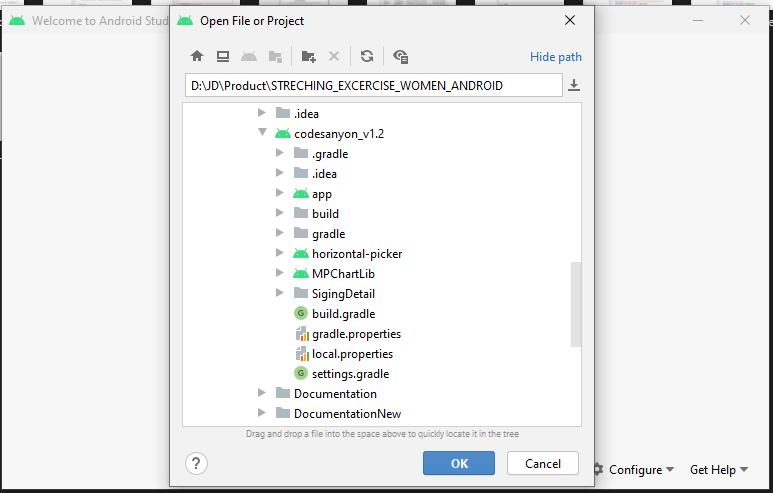 Welcome to Android Stud
Open File or Project
Hide path
D:\JD\Product\STRECHING_EXCERCISE_WOMEN_ANDROID
.idea
codesanyon_v1.2
.gradle
.idea
app
build
gradle
horizontal-picker
MPChartLib
SigingDetail
build.gradle
gradle.properties
local.properties
settings.gradle
Documentation
DocumentationNew
Drag and drop a file into the space above to quickly locate it in the tree
? OK Cancel
Configure Get Help